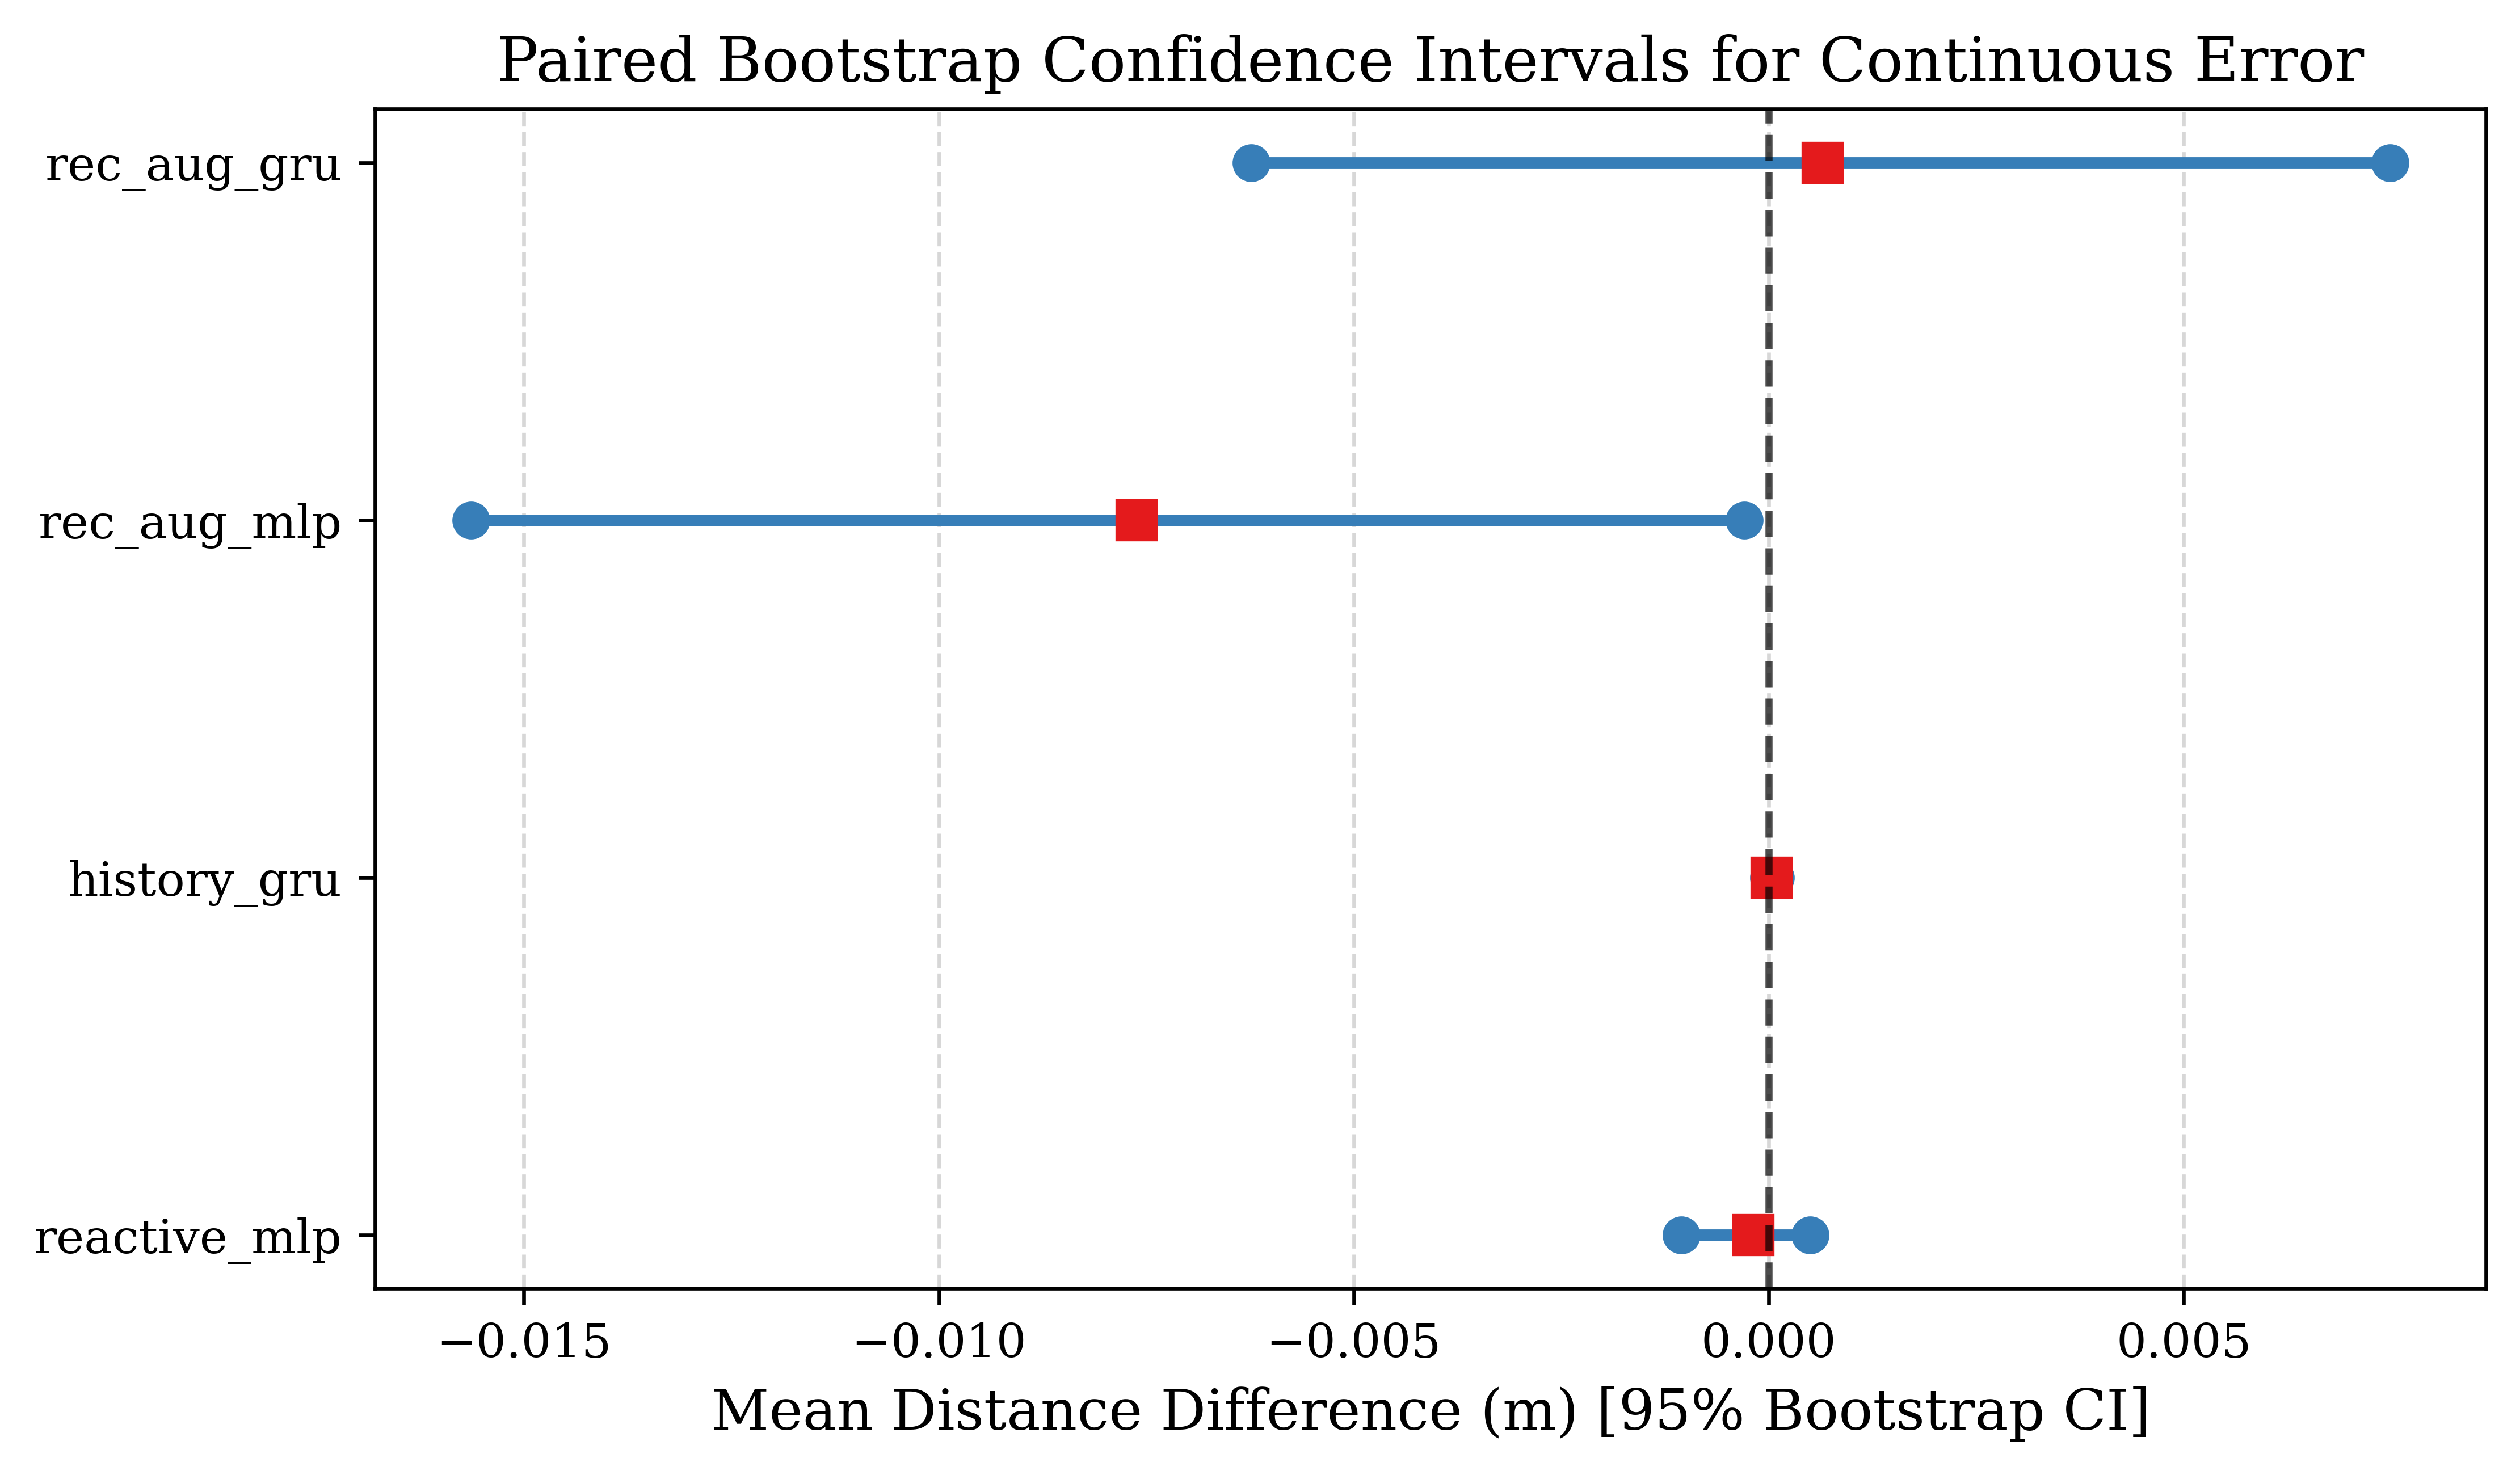 Paired Bootstrap Confidence Intervals for Continuous Error
rec_aug_gru
rec_aug_mlp
history_gru
reactive_mlp
−0.015 −0.010 −0.005 0.000 0.005
Mean Distance Difference (m) [95% Bootstrap CI]